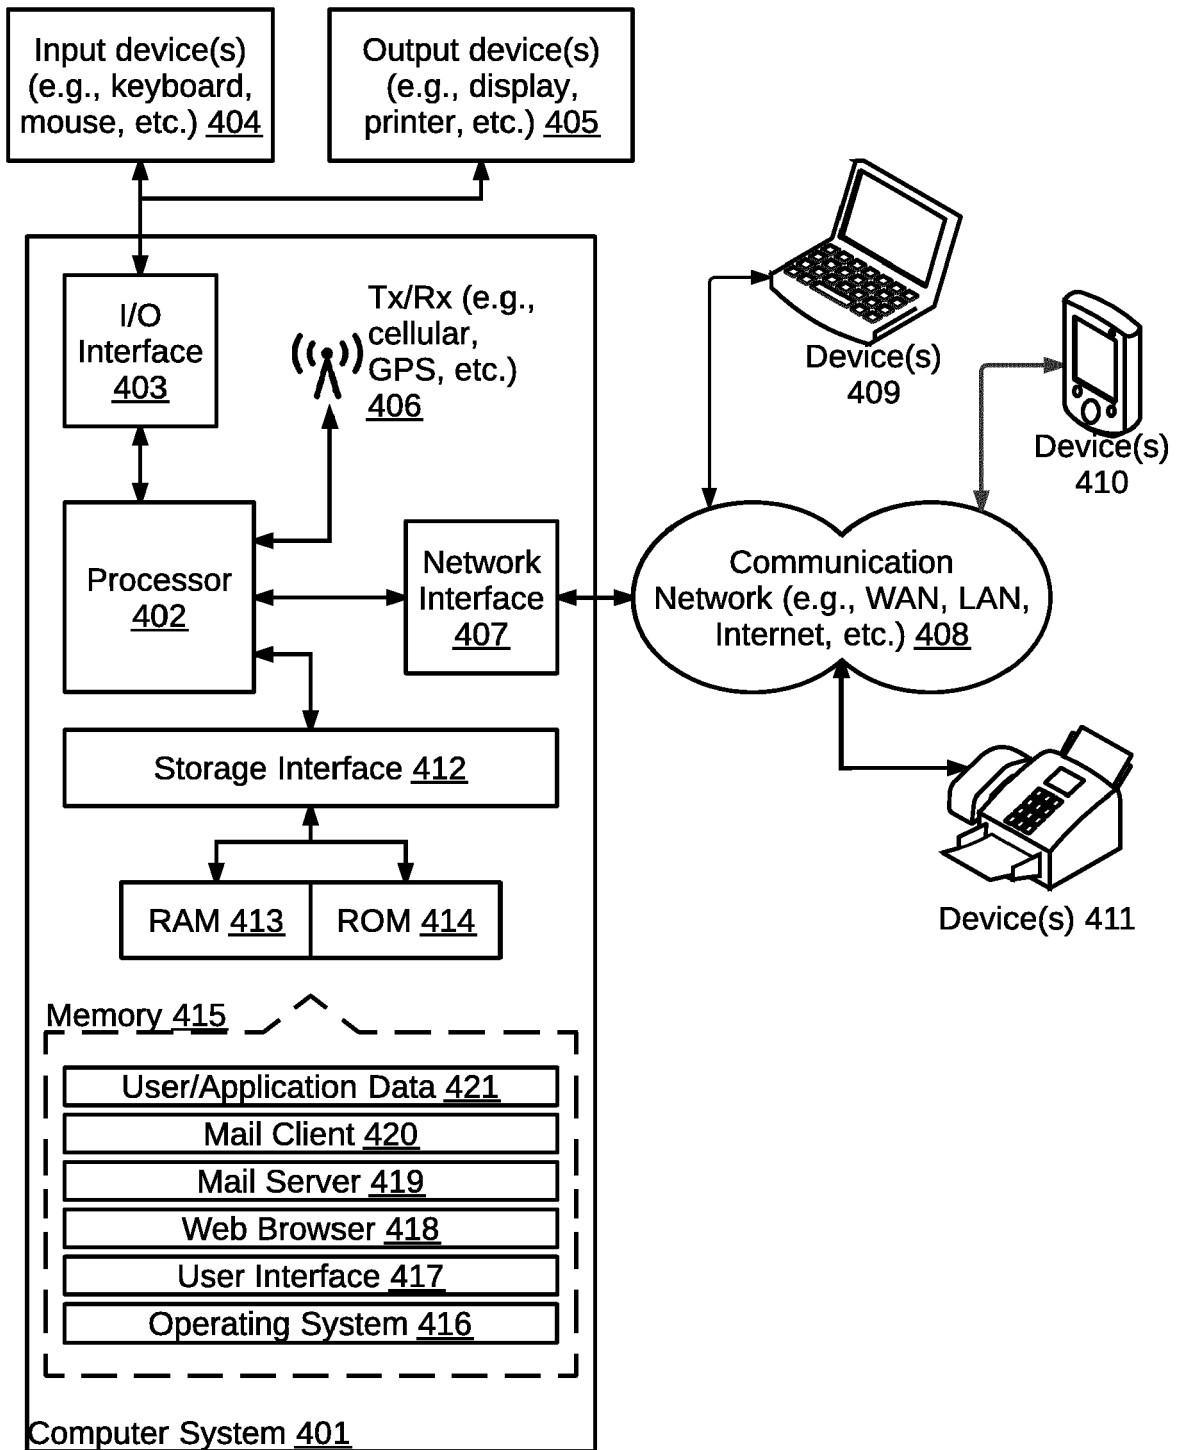 Input device(s)
(e.g., keyboard,
mouse, etc.) 404
Output device(s)
(e.g., display,
printer, etc.) 405
I/O
Interface
403
Tx/Rx (e.g.,
cellular,
GPS, etc.)
406
Device(s)
409
Device(s)
410
Processor
402
Network
Interface
407
Communication
Network (e.g., WAN, LAN,
Internet, etc.) 408
Storage Interface 412
RAM 413
ROM 414
Device(s) 411
Memory 415
User/Application Data 421
Mail Client 420
Mail Server 419
Web Browser 418
User Interface 417
Operating System 416
Computer System 401